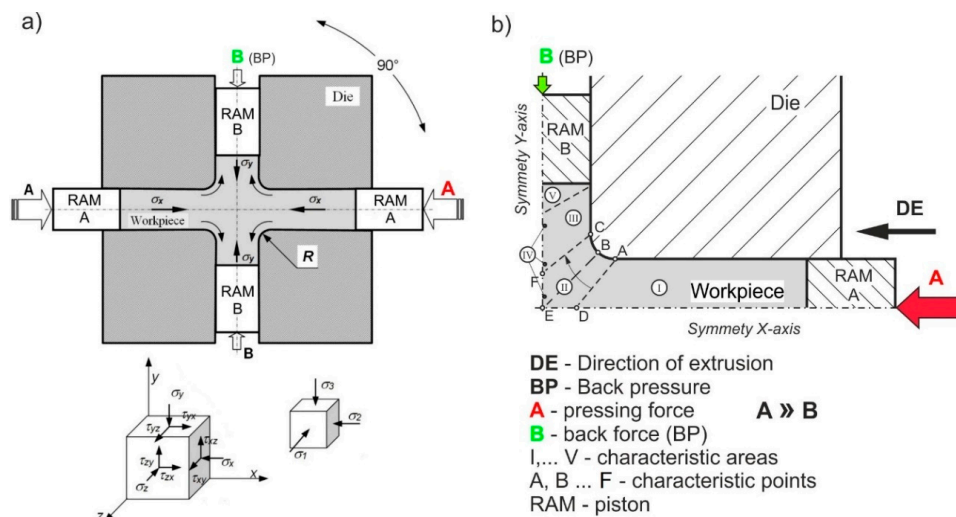 a)
B (BP)
90°
Die
RAM
B
σy
A
A
RAM
A
σx
σx
RAM
A
Workpiece
σy
R
RAM
B
B
y
σy
τyx
τyz
τxz
τzy
σx
τzx
τxy
σz
x
z
σ3
σ2
σ1
b)
B (BP)
Symmety Y-axis
RAM
B
Die
V
III
C
DE
B
A
IV
F
II
I
Workpiece
RAM
A
A
E
D
Symmety X-axis
DE - Direction of extrusion
BP - Back pressure
A - pressing force A » B
B - back force (BP)
I,... V - characteristic areas
A, B ... F - characteristic points
RAM - piston